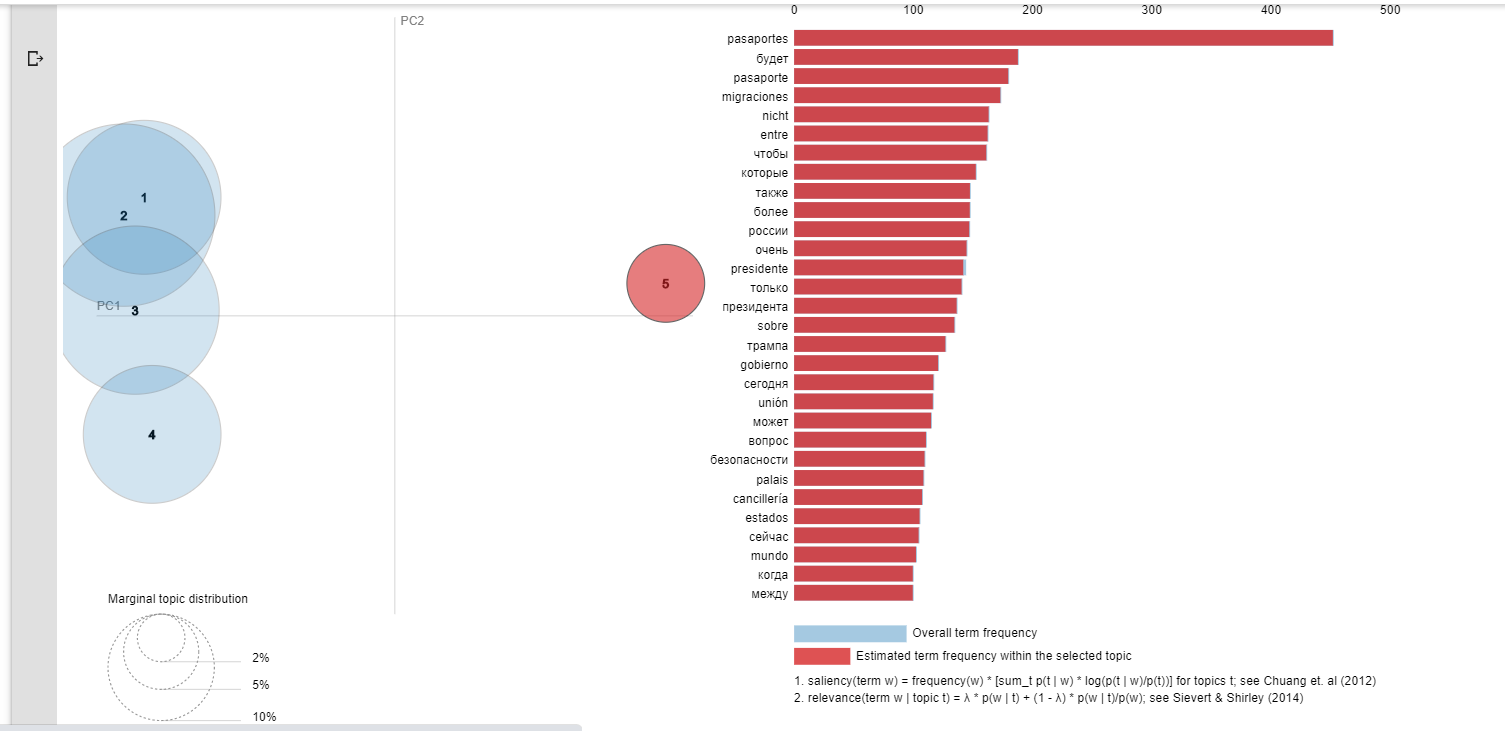 PC2
1
2
PC1
3
4
5
Marginal topic distribution
2%
5%
10%
0 100 200 300 400 500
pasaportes
будет
pasaporte
migraciones
nicht
entre
чтобы
которые
также
более
россии
очень
presidente
только
президента
sobre
трампа
gobierno
сегодня
unión
может
вопрос
безопасности
palais
cancillería
estados
сейчас
mundo
когда
между
Overall term frequency
Estimated term frequency within the selected topic
1. saliency(term w) = frequency(w) * [sum_t p(t | w) * log(p(t | w)/p(t))] for topics t; see Chuang et. al (2012)
2. relevance(term w | topic t) = λ * p(w | t) + (1 - λ) * p(w | t)/p(w); see Sievert & Shirley (2014)